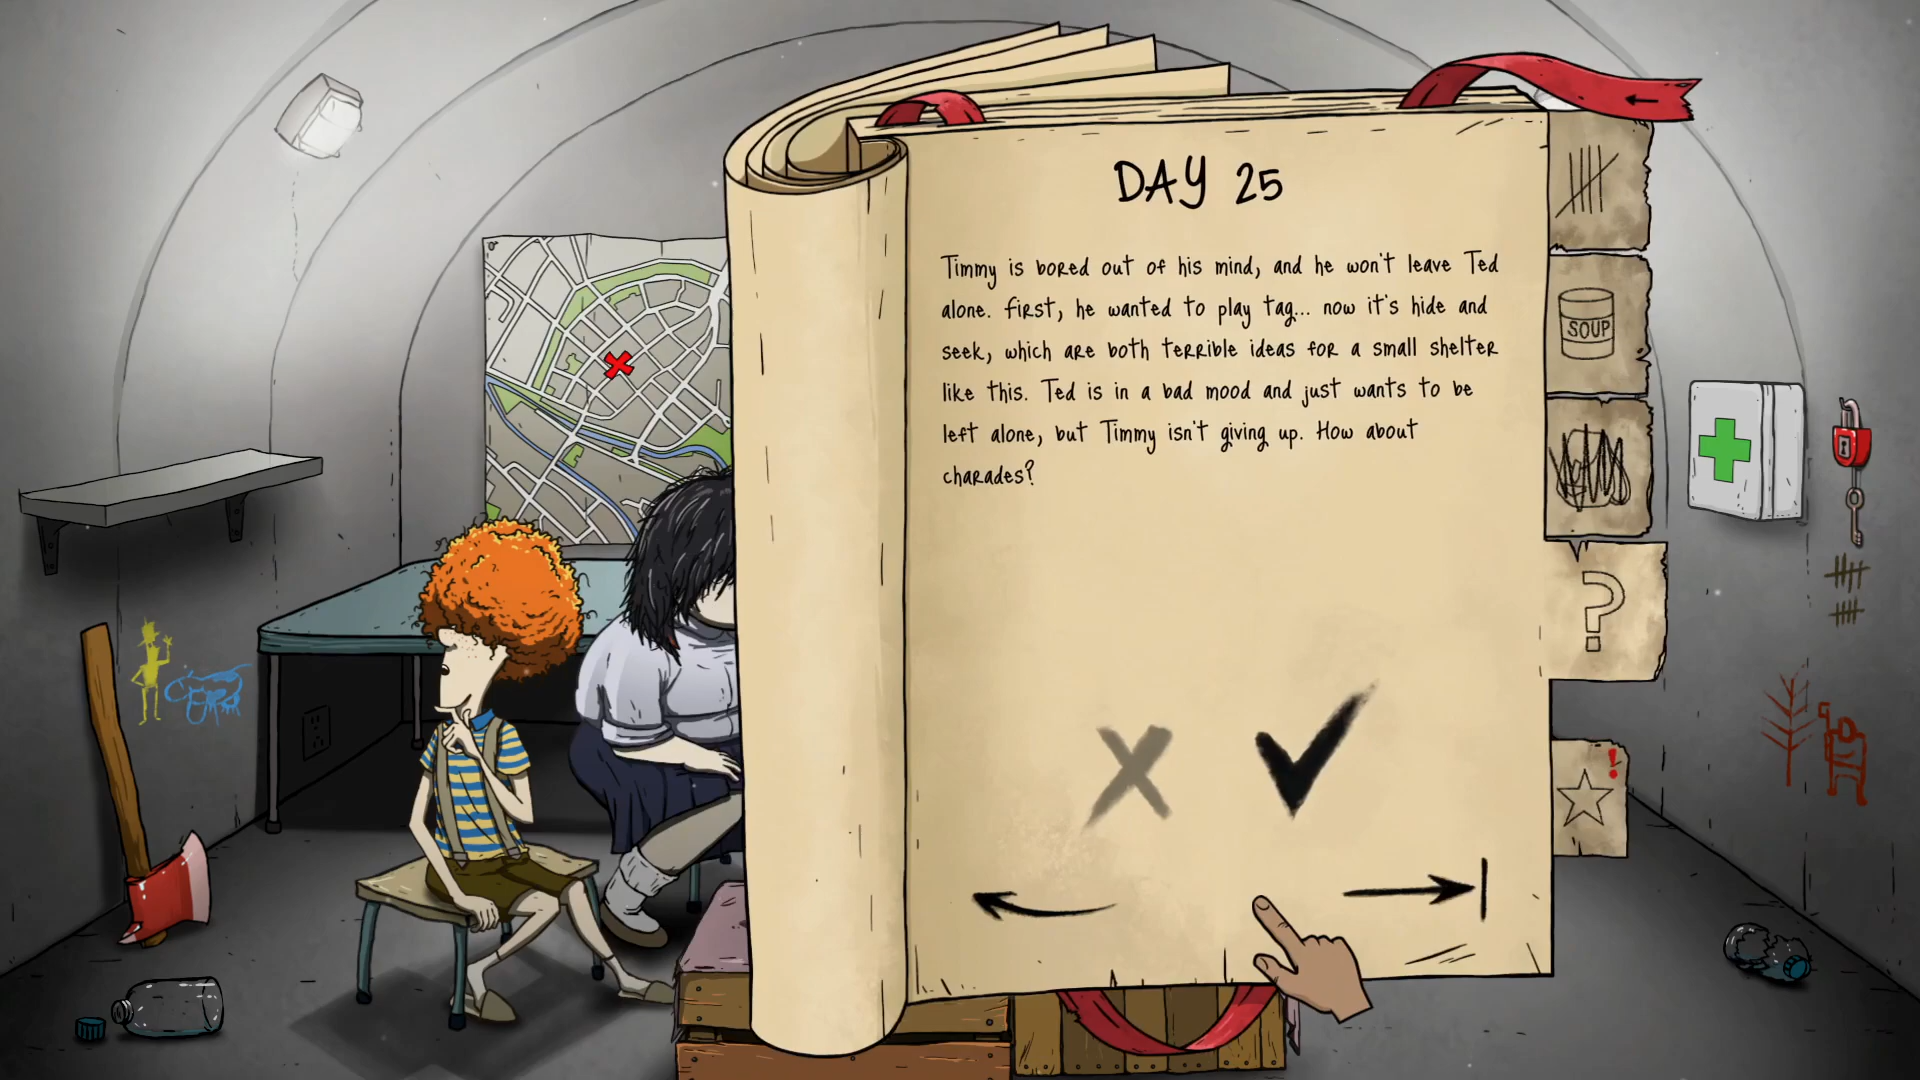 DAY 25
Timmy is bored out of his mind, and he won't leave Ted
alone. First, he wanted to play tag... now it's hide and
seek, which are both terrible ideas for a small shelter
like this. Ted is in a bad mood and just wants to be
left alone, but Timmy isn't giving up. How about
charades?
SOUP
!
?